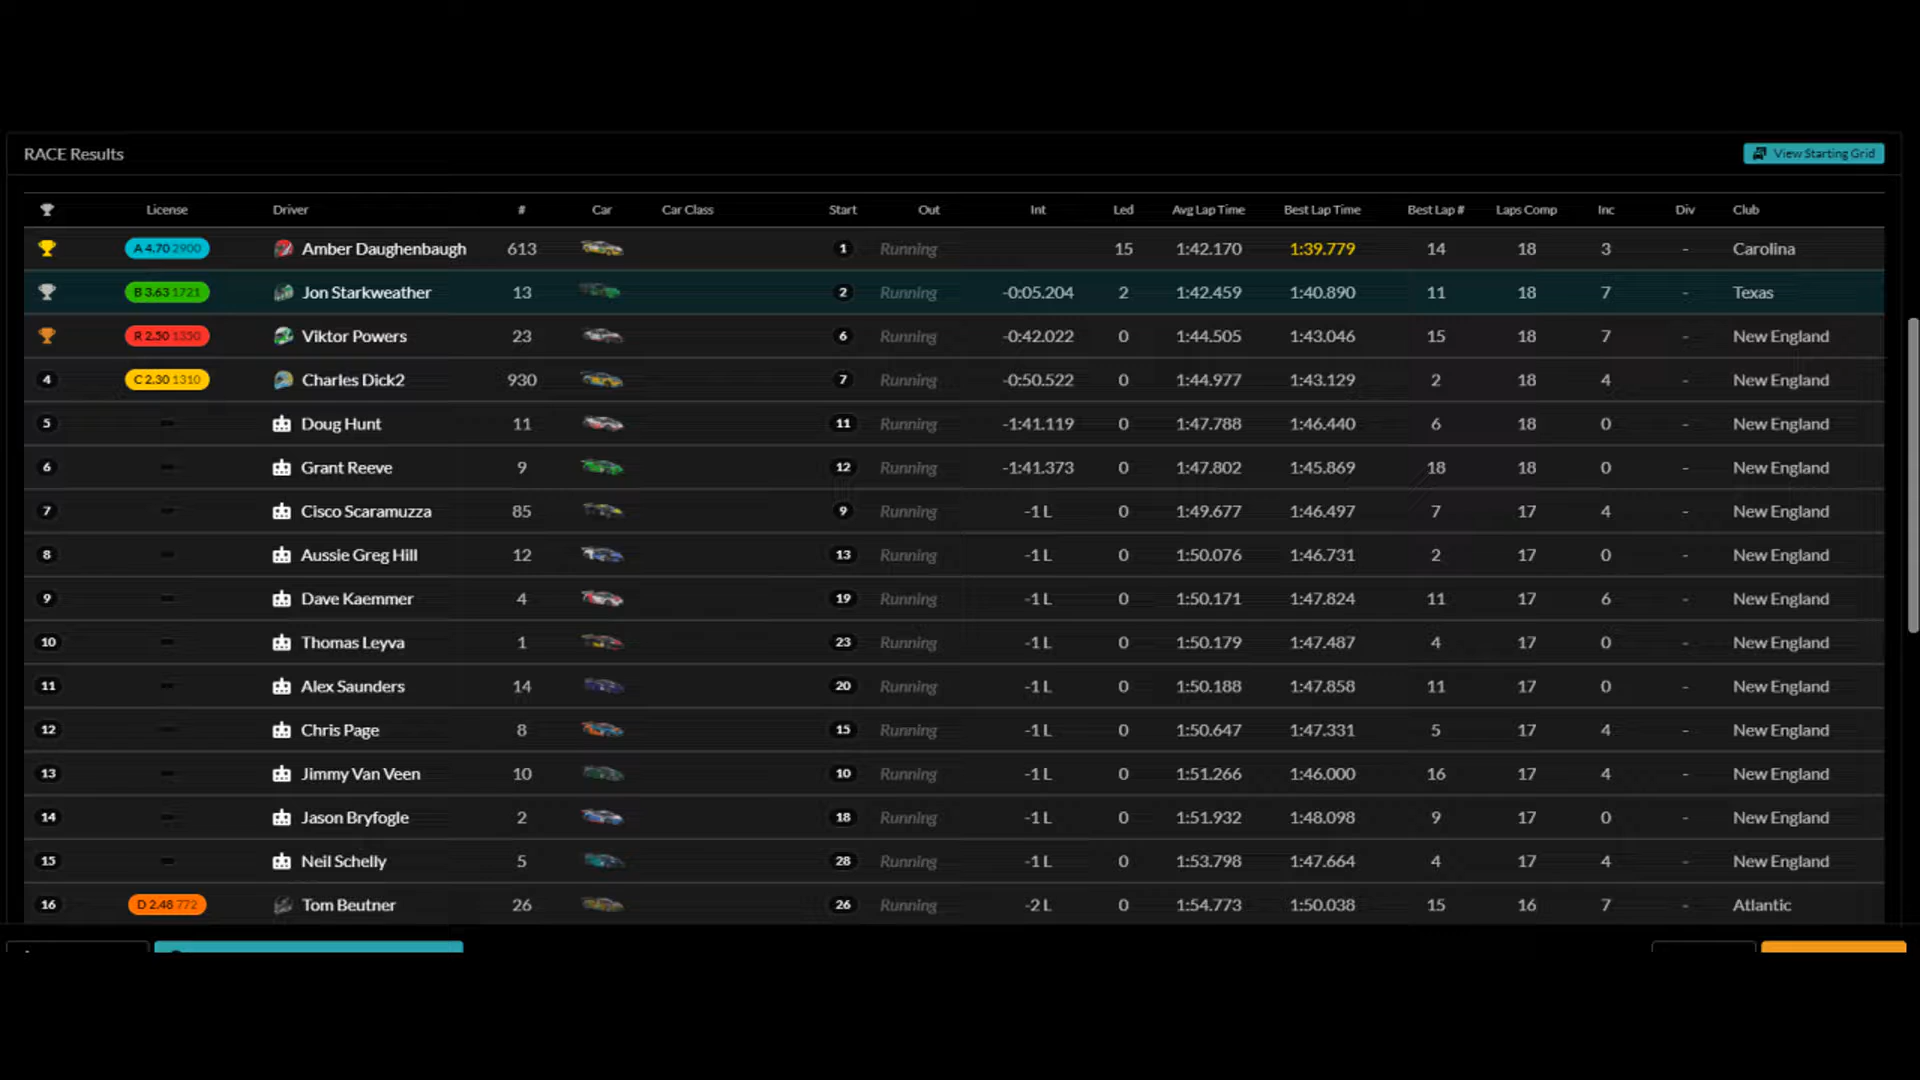 RACE Results
View Starting Grid
License Driver # Car Car Class Start Out Int Led Avg Lap Time Best Lap Time Best Lap # Laps Comp Inc Div Club
A 4.70 2900 Amber Daughenbaugh 613 1 Running 15 1:42.170 1:39.779 14 18 3 - Carolina
B 3.63 1721 Jon Starkweather 13 2 Running -0:05.204 2 1:42.459 1:40.890 11 18 7 - Texas
R 2.50 1350 Viktor Powers 23 6 Running -0:42.022 0 1:44.505 1:43.046 15 18 7 - New England
4 C 2.30 1310 Charles Dick2 930 7 Running -0:50.522 0 1:44.977 1:43.129 2 18 4 - New England
5 - Doug Hunt 11 11 Running -1:41.119 0 1:47.788 1:46.440 6 18 0 - New England
6 - Grant Reeve 9 12 Running -1:41.373 0 1:47.802 1:45.869 18 18 0 - New England
7 - Cisco Scaramuzza 85 9 Running -1 L 0 1:49.677 1:46.497 7 17 4 - New England
8 - Aussie Greg Hill 12 13 Running -1 L 0 1:50.076 1:46.731 2 17 0 - New England
9 - Dave Kaemmer 4 19 Running -1 L 0 1:50.171 1:47.824 11 17 6 - New England
10 - Thomas Leyva 1 23 Running -1 L 0 1:50.179 1:47.487 4 17 0 - New England
11 - Alex Saunders 14 20 Running -1 L 0 1:50.188 1:47.858 11 17 0 - New England
12 - Chris Page 8 15 Running -1 L 0 1:50.647 1:47.331 5 17 4 - New England
13 - Jimmy Van Veen 10 10 Running -1 L 0 1:51.266 1:46.000 16 17 4 - New England
14 - Jason Bryfogle 2 18 Running -1 L 0 1:51.932 1:48.098 9 17 0 - New England
15 - Neil Schelly 5 28 Running -1 L 0 1:53.798 1:47.664 4 17 4 - New England
16 D 2.48 772 Tom Beutner 26 26 Running -2 L 0 1:54.773 1:50.038 15 16 7 - Atlantic